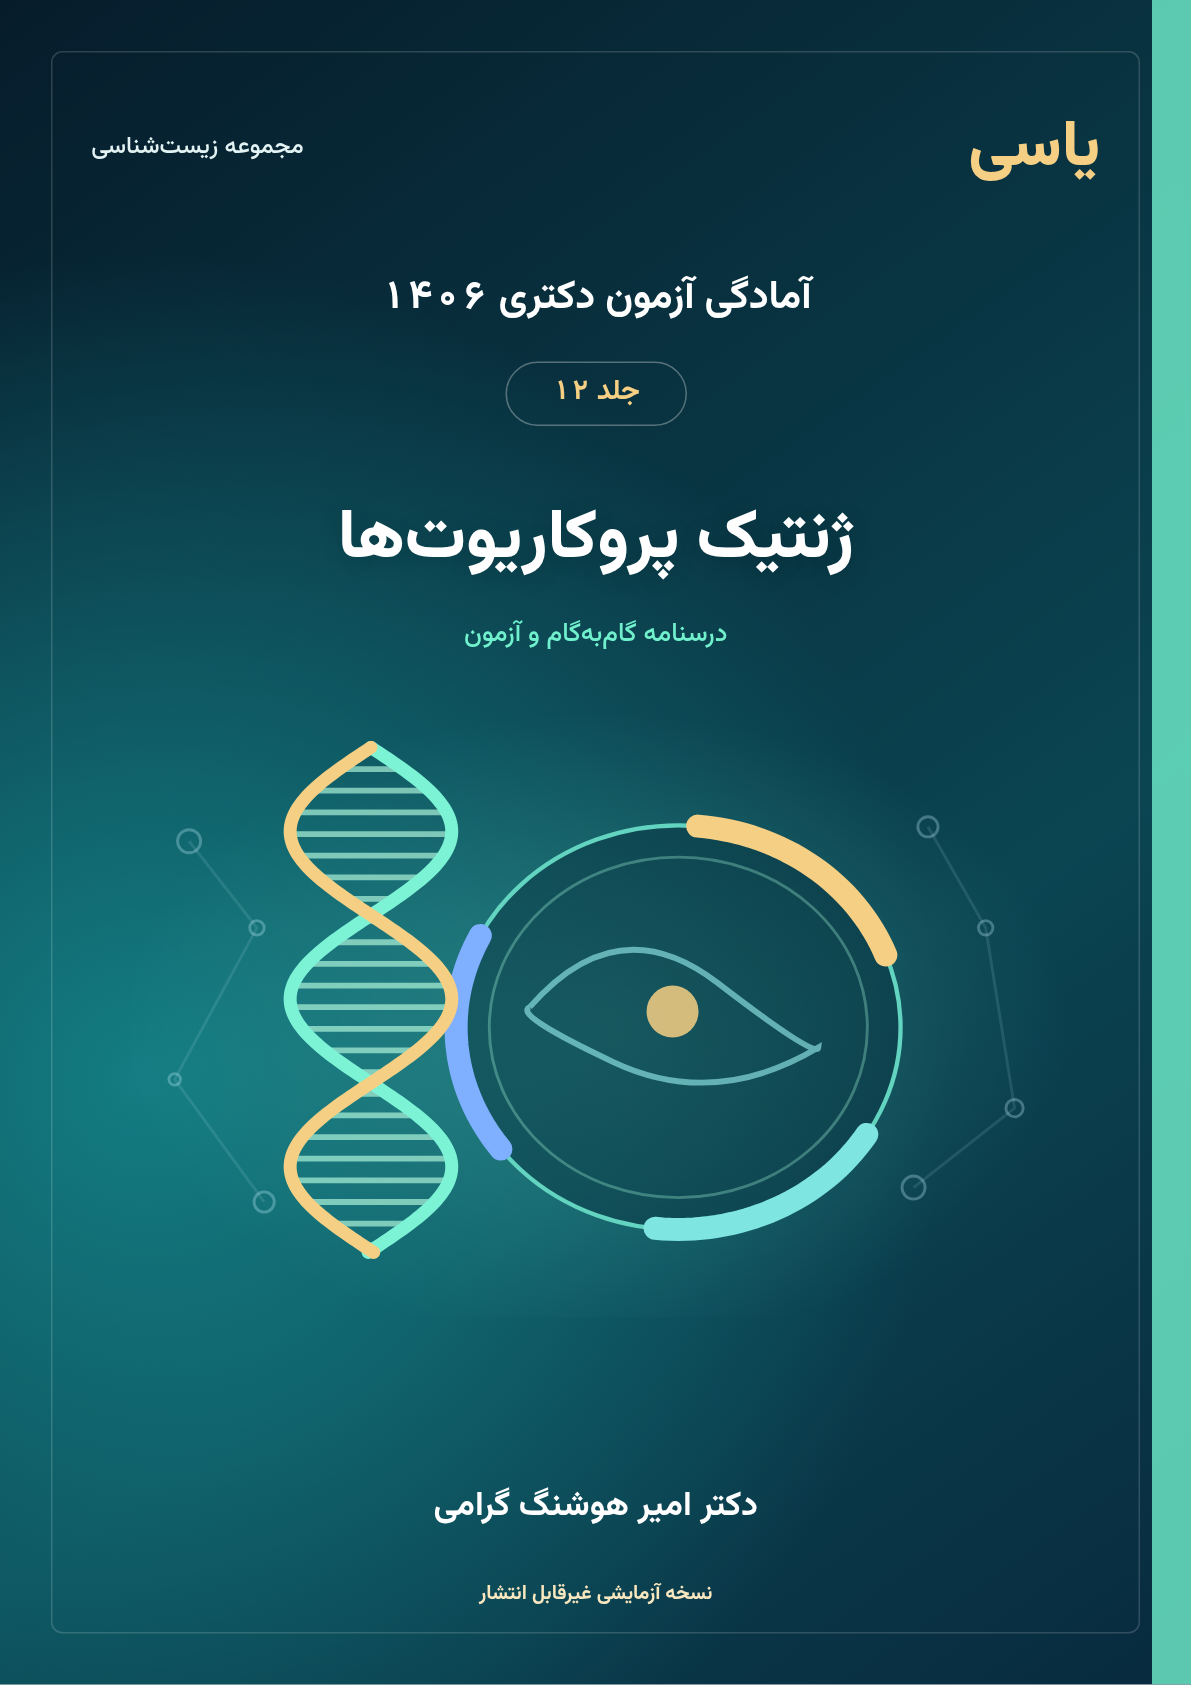 یاسی
مجموعه زیست‌شناسی
آمادگی آزمون دکتری ۱۴۰۶
جلد ۱۲
ژنتیک پروکاریوت‌ها
درسنامه گام‌به‌گام و آزمون
دکتر امیر هوشنگ گرامی
نسخه آزمایشی غیرقابل انتشار